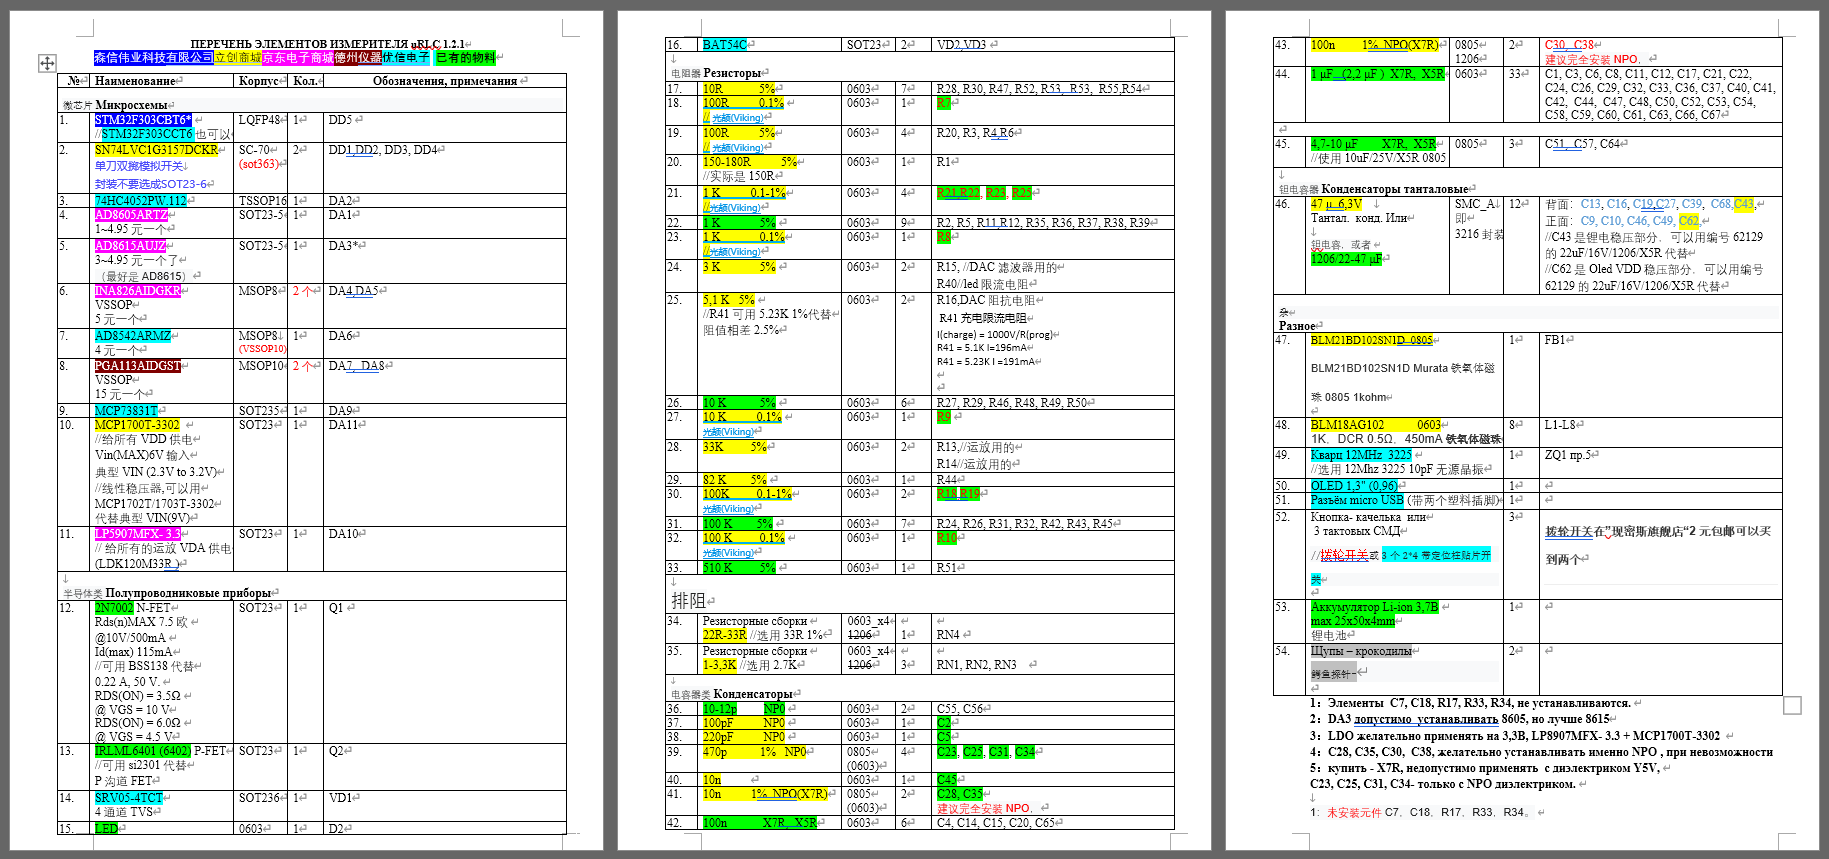 ПЕРЕЧЕНЬ ЭЛЕМЕНТОВ ИЗМЕРИТЕЛЯ uRLC 1.2.1
森信伟业科技有限公司立创商城京东电子商城德州仪器优信电子 已有的物料
№ Наименование Корпус Кол. Обозначения, примечания
微芯片 Микросхемы
1. STM32F303CBT6* LQFP48 1 DD5
//STM32F303CCT6 也可以
2. SN74LVC1G3157DCKR SC-70 2 DD1,DD2, DD3, DD4
单刀双掷模拟开关 (sot363)
封装不要选成SOT23-6
3. 74HC4052PW.112 TSSOP16 1 DA2
4. AD8605ARTZ SOT23-5 1 DA1
1~4.95 元一个
5. AD8615AUJZ SOT23-5 1 DA3*
3~4.95 元一个了
（最好是 AD8615）
6. INA826AIDGKR MSOP8 2 个 DA4,DA5
VSSOP
5 元一个
7. AD8542ARMZ MSOP8 1 DA6
4 元一个 (VSSOP10)
8. PGA113AIDGST MSOP10 2 个 DA7, DA8
VSSOP
15 元一个
9. MCP73831T SOT235 1 DA9
10. MCP1700T-3302 SOT23 1 DA11
//给所有 VDD 供电
Vin(MAX)6V 输入
典型 VIN (2.3V to 3.2V)
//线性稳压器,可以用
MCP1702T/1703T-3302
代替典型 VIN(9V)
11. LP5907MFX- 3.3 SOT23 1 DA10
// 给所有的运放 VDA 供电
(LDK120M33R )
半导体类 Полупроводниковые приборы
12. 2N7002 N-FET SOT23 1 Q1
Rds(n)MAX 7.5 欧
@10V/500mA
Id(max) 115mA
//可用 BSS138 代替
0.22 A, 50 V.
RDS(ON) = 3.5Ω
@ VGS = 10 V
RDS(ON) = 6.0Ω
@ VGS = 4.5 V
13. IRLML6401 (6402) P-FET SOT23 1 Q2
//可用 si2301 代替
P 沟道 FET
14. SRV05-4TCT SOT236 1 VD1
4 通道 TVS
15. LED 0603 1 D2
16. BAT54C SOT23 2 VD2,VD3
电阻器 Резисторы
17. 10R 5% 0603 7 R28, R30, R47, R52, R53, R53, R55,R54
18. 100R 0.1% 0603 1 R7
// 光颉(Viking)
19. 100R 5% 0603 4 R20, R3, R4,R6
// 光颉(Viking)
20. 150-180R 5% 0603 1 R1
//实际是 150R
21. 1 K 0.1-1% 0603 4 R21,R22, R23, R25
//光颉(Viking)
22. 1 K 5% 0603 9 R2, R5, R11,R12, R35, R36, R37, R38, R39
23. 1 K 0.1% 0603 1 R8
//光颉(Viking)
24. 3 K 5% 0603 2 R15, //DAC 滤波器用的
R40//led 限流电阻
25. 5,1 K 5% 0603 2 R16,DAC 阻抗电阻
//R41 可用 5.23K 1%代替 R41 充电限流电阻
阻值相差 2.5% I(charge) = 1000V/R(prog)
R41 = 5.1K I=196mA
R41 = 5.23K I =191mA
26. 10 K 5% 0603 6 R27, R29, R46, R48, R49, R50
27. 10 K 0.1% 0603 1 R9
光颉(Viking)
28. 33K 5% 0603 2 R13,//运放用的
R14//运放用的
29. 82 K 5% 0603 1 R44
30. 100K 0.1-1% 0603 2 R18,R19
光颉(Viking)
31. 100 K 5% 0603 7 R24, R26, R31, R32, R42, R43, R45
32. 100 K 0.1% 0603 1 R10
光颉(Viking)
33. 510 K 5% 0603 1 R51
排阻
34. Резисторные сборки 0603_x4
22R-33R //选用 33R 1% 1206 1 RN4
35. Резисторные сборки 0603_x4
1-3,3K //选用 2.7K 1206 3 RN1, RN2, RN3
电容器类 Конденсаторы
36. 10-12p NP0 0603 2 C55, C56
37. 100pF NP0 0603 1 C2
38. 220pF NP0 0603 1 C5
39. 470p 1% NP0 0805 4 C23, C25, C31, C34
(0603)
40. 10n 0603 1 C45
41. 10n 1% NPO(X7R) 0805 2 C28, C35
(0603) 建议完全安装 NPO．
42. 100n X7R, X5R 0603 6 C4, C14, C15, C20, C65
43. 100n 1% NPO(X7R) 0805 2 C30, C38
1206 建议完全安装 NPO．
44. 1 μF (2,2 μF ) X7R, X5R 0603 33 C1, C3, C6, C8, C11, C12, C17, C21, C22,
C24, C26, C29, C32, C33, C36, C37, C40, C41,
C42, C44, C47, C48, C50, C52, C53, C54,
C58, C59, C60, C61, C63, C66, C67
45. 4,7-10 μF X7R, X5R 0805 3 C51, C57, C64
//使用 10uF/25V/X5R 0805
钽电容器 Конденсаторы танталовые
46. 47 μ 6,3V SMC_A 12 背面: C13, C16, C19,C27, C39, C68,C43,
Тантал. конд. Или 即 正面: C9, C10, C46, C49, C62,
3216 封装 //C43 是锂电稳压部分．可以用编号 62129
钽电容．或者 的 22uF/16V/1206/X5R 代替
1206/22-47 μF //C62 是 Oled VDD 稳压部分．可以用编号
62129 的 22uF/16V/1206/X5R 代替
杂
Разное
47. BLM21BD102SN1D 0805 1 FB1
BLM21BD102SN1D Murata 铁氧体磁
珠 0805 1kohm
48. BLM18AG102 0603 8 L1-L8
1K．DCR 0.5Ω．450mA 铁氧体磁珠
49. Кварц 12MHz 3225 1 ZQ1 пр.5
//选用 12Mhz 3225 10pF 无源晶振
50. OLED 1,3" (0,96) 1
51. Разъём micro USB (带两个塑料插脚) 1
52. Кнопка- качелька или 3
3 тактовых СМД 拨轮开关在”现密斯旗舰店“2 元包邮可以买
//拨轮开关或 3 个 2*4 带定位柱贴片开 到两个
关
53. Аккумулятор Li-ion 3,7В 1
max 25x50x4mm
锂电池
54. Щупы – крокодилы 2
鳄鱼探针-
1：Элементы C7, C18, R17, R33, R34, не устанавливаются.
2：DA3 допустимо устанавливать 8605, но лучше 8615
3：LDO желательно применять на 3,3В, LP8907MFX- 3.3 + MCP1700T-3302
4：C28, C35, C30, C38, желательно устанавливать именно NPO , при невозможности
5：купить - X7R, недопустимо применять с диэлектриком Y5V,
C23, C25, C31, C34- только с NPO диэлектриком.
1: 未安装元件 C7．C18．R17．R33．R34。